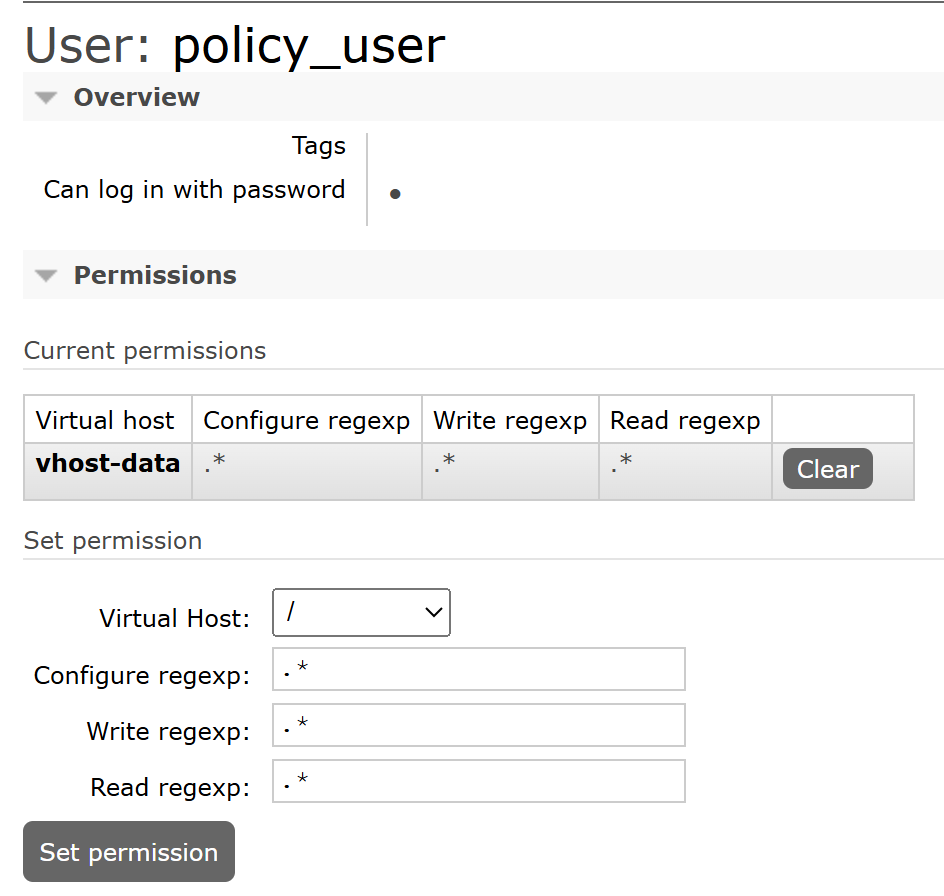 User: policy_user
Overview
Tags
Can log in with password ●
Permissions
Current permissions
Virtual host Configure regexp Write regexp Read regexp
vhost-data .* .* .* Clear
Set permission
Virtual Host: /
Configure regexp: .*
Write regexp: .*
Read regexp: .*
Set permission